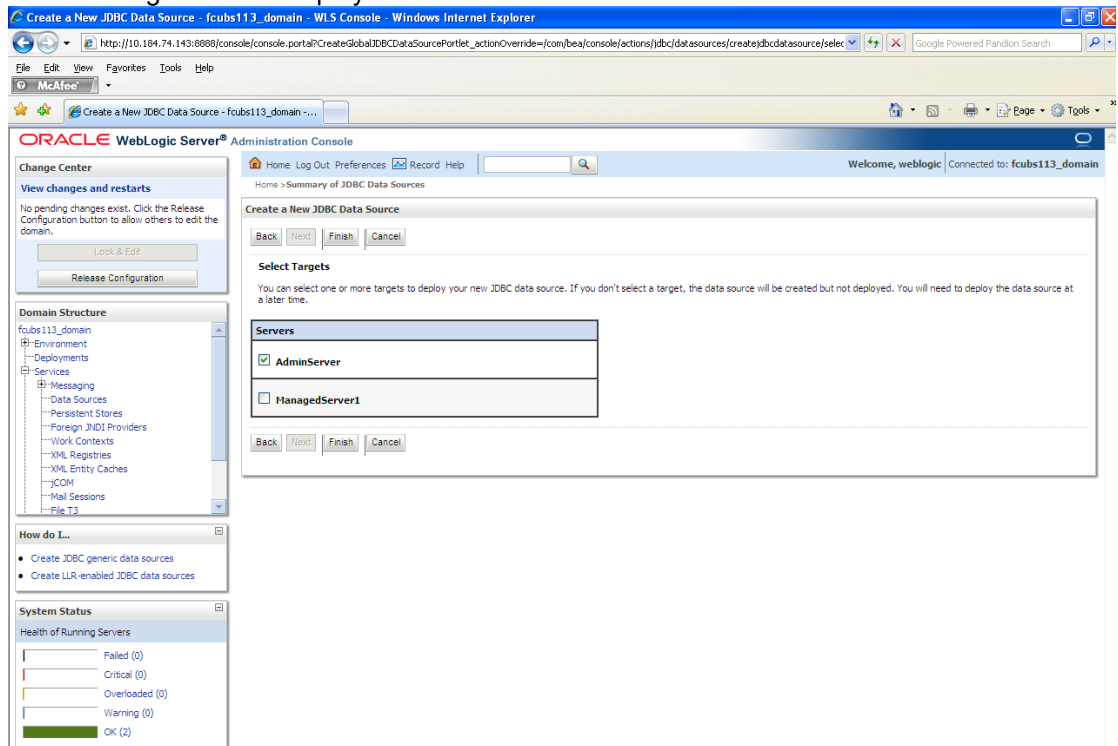 Create a New JDBC Data Source - fcubs113_domain - WLS Console - Windows Internet Explorer
http://10.184.74.143:8888/console/console.portal?CreateGlobalJDBCDataSourcePortlet_actionOverride=/com/bea/console/actions/jdbc/datasources/createjdbcdatasource/selec
Google Powered Pandion Search
File Edit View Favorites Tools Help
McAfee
Create a New JDBC Data Source - fcubs113_domain -...
Page Tools
ORACLE WebLogic Server® Administration Console
Change Center
View changes and restarts
No pending changes exist. Click the Release
Configuration button to allow others to edit the
domain.
Lock & Edit
Release Configuration
Domain Structure
fcubs113_domain
Environment
Deployments
Services
Messaging
Data Sources
Persistent Stores
Foreign JNDI Providers
Work Contexts
XML Registries
XML Entity Caches
jCOM
Mail Sessions
File T3
How do I...
Create JDBC generic data sources
Create LLR-enabled JDBC data sources
System Status
Health of Running Servers
Failed (0)
Critical (0)
Overloaded (0)
Warning (0)
OK (2)
Home Log Out Preferences Record Help
Welcome, weblogic Connected to: fcubs113_domain
Home >Summary of JDBC Data Sources
Create a New JDBC Data Source
Back Next Finish Cancel
Select Targets
You can select one or more targets to deploy your new JDBC data source. If you don't select a target, the data source will be created but not deployed. You will need to deploy the data source at
a later time.
Servers
AdminServer
ManagedServer1
Back Next Finish Cancel